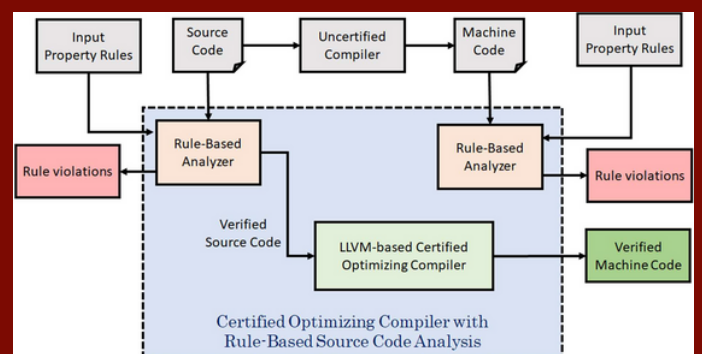 Input
Property Rules
Source
Code
Uncertified
Compiler
Machine
Code
Input
Property Rules
Rule-Based
Analyzer
Rule-Based
Analyzer
Rule violations
Rule violations
Verified
Source Code
LLVM-based Certified
Optimizing Compiler
Verified
Machine Code
Certified Optimizing Compiler with
Rule-Based Source Code Analysis